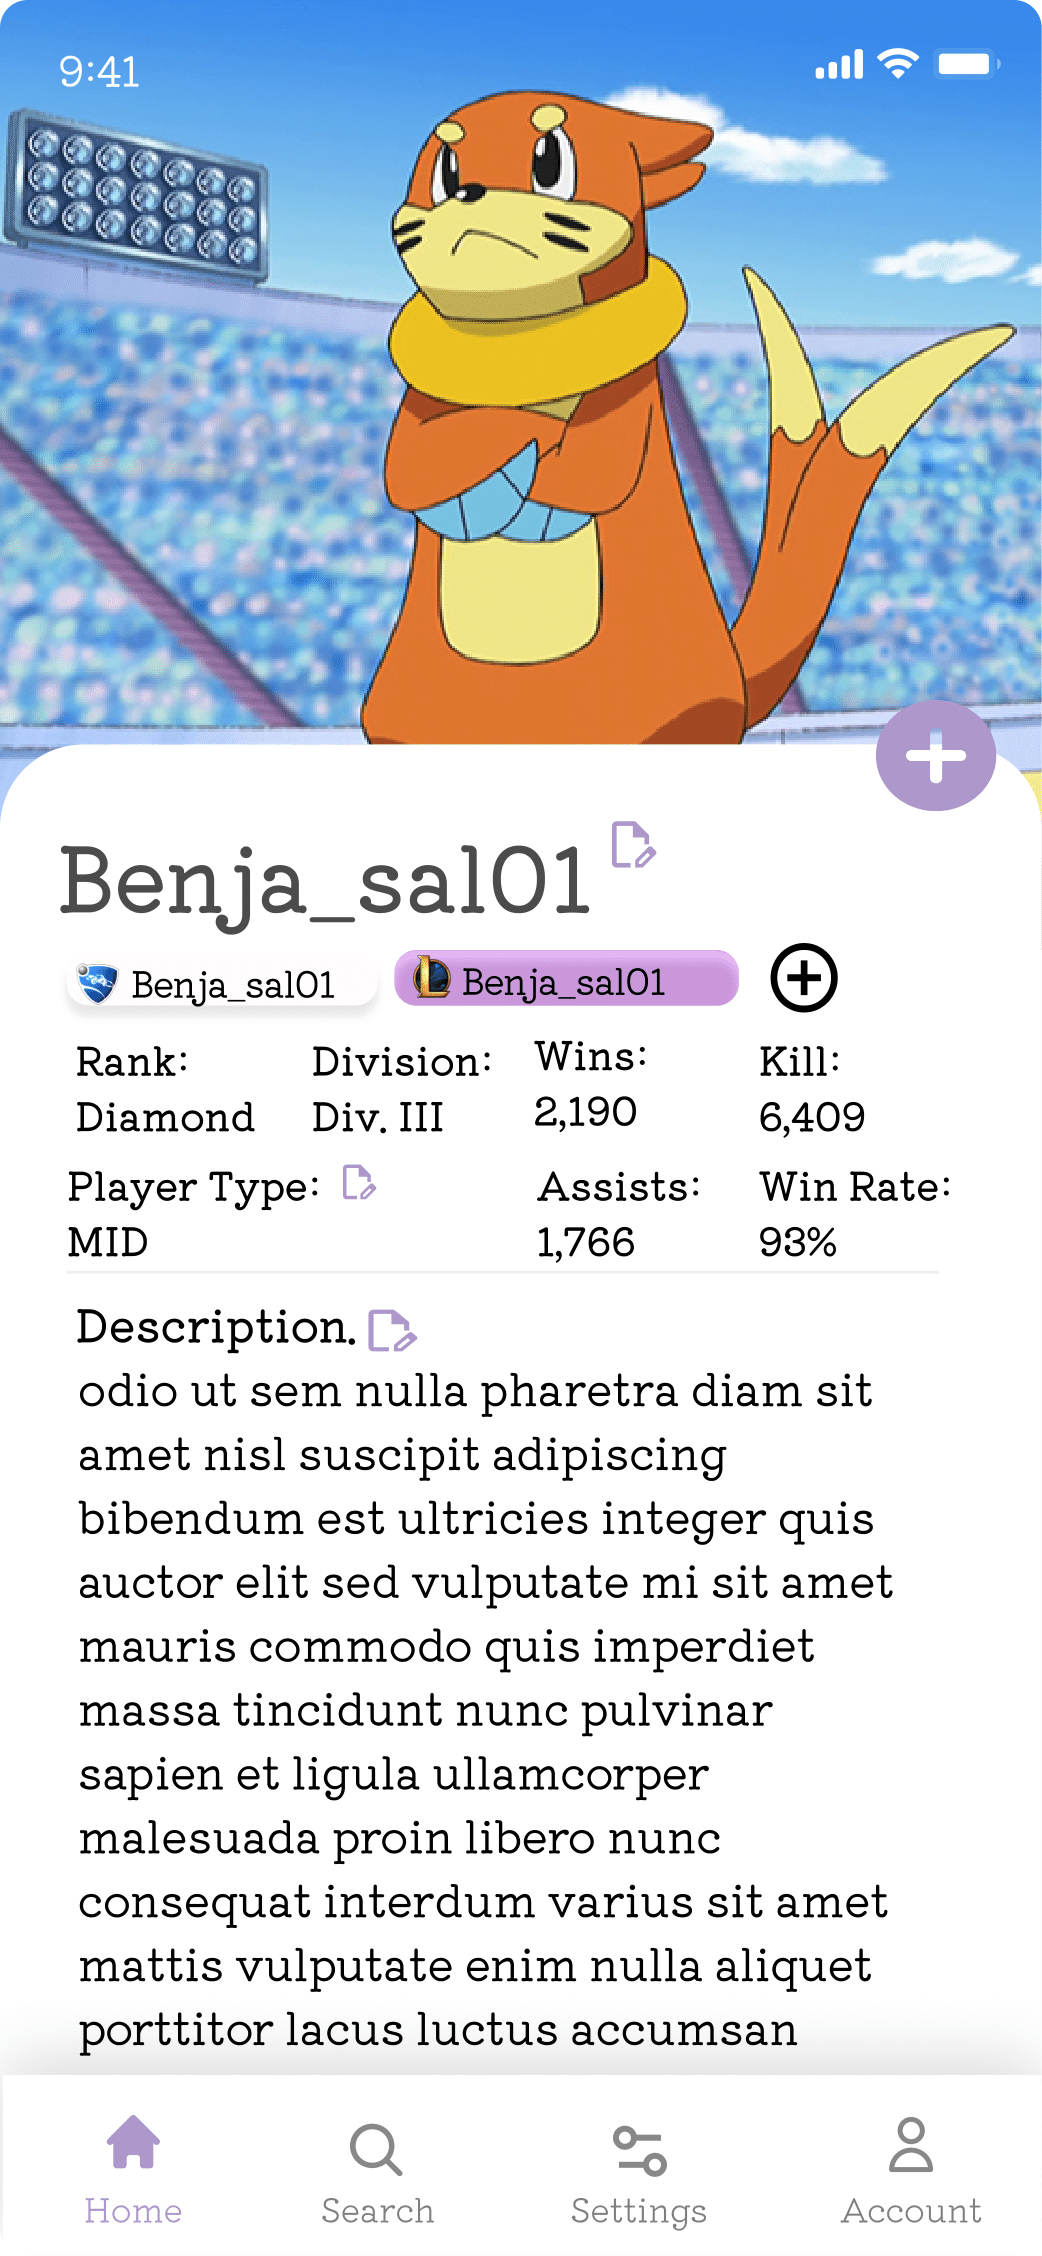 9:41
Benja_sal01
Benja_sal01 Benja_sal01
Rank: Division: Wins: Kill:
Diamond Div. III 2,190 6,409
Player Type: Assists: Win Rate:
MID 1,766 93%
Description.
odio ut sem nulla pharetra diam sit
amet nisl suscipit adipiscing
bibendum est ultricies integer quis
auctor elit sed vulputate mi sit amet
mauris commodo quis imperdiet
massa tincidunt nunc pulvinar
sapien et ligula ullamcorper
malesuada proin libero nunc
consequat interdum varius sit amet
mattis vulputate enim nulla aliquet
porttitor lacus luctus accumsan
Home Search Settings Account